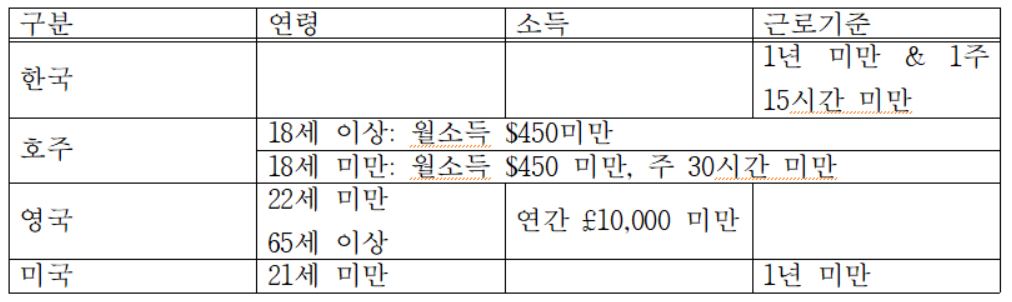 구분 연령 소득 근로기준
한국 1년 미만 & 1주
15시간 미만
호주 18세 이상: 월소득 $450미만
18세 미만: 월소득 $450 미만, 주 30시간 미만
영국 22세 미만
65세 이상 연간 £10,000 미만
미국 21세 미만 1년 미만